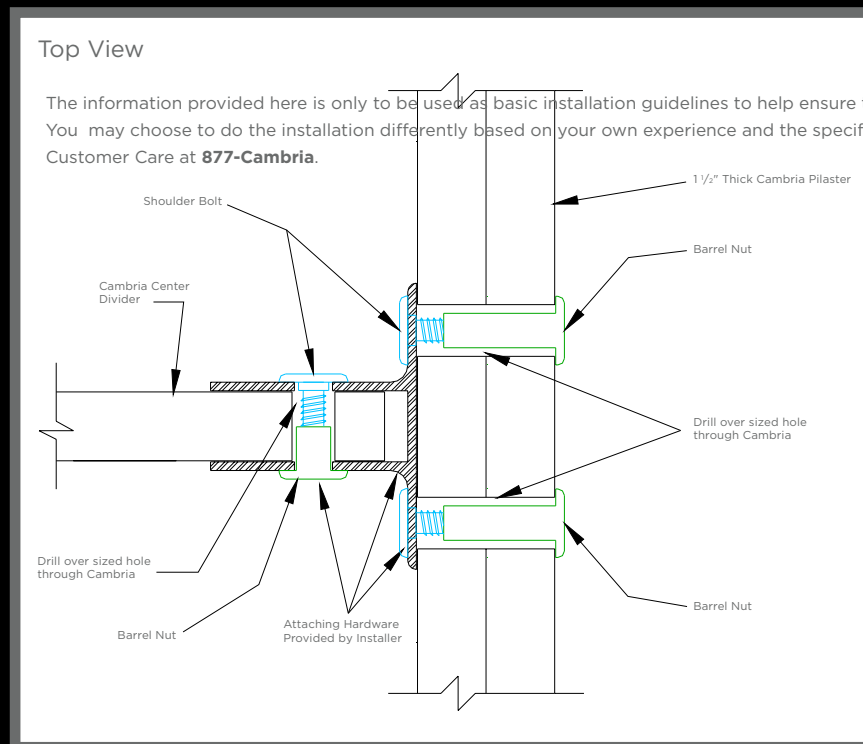 Top View
The information provided here is only to be used as basic installation guidelines to help ensure
You may choose to do the installation differently based on your own experience and the specif
Customer Care at 877-Cambria.
1 1/2" Thick Cambria Pilaster
Shoulder Bolt
Barrel Nut
Cambria Center
Divider
Drill over sized hole
through Cambria
Drill over sized hole
through Cambria
Barrel Nut
Attaching Hardware
Provided by Installer
Barrel Nut